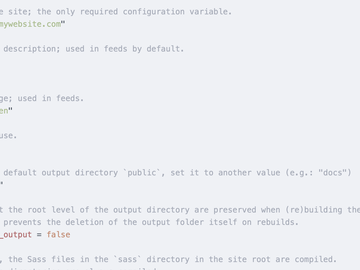 e site; the only required configuration variable.
mywebsite.com"
description; used in feeds by default.
ge; used in feeds.
en"
use.
default output directory `public`, set it to another value (e.g.: "docs")
"
t the root level of the output directory are preserved when (re)building the
prevents the deletion of the output folder itself on rebuilds.
_output = false
, the Sass files in the `sass` directory in the site root are compiled.